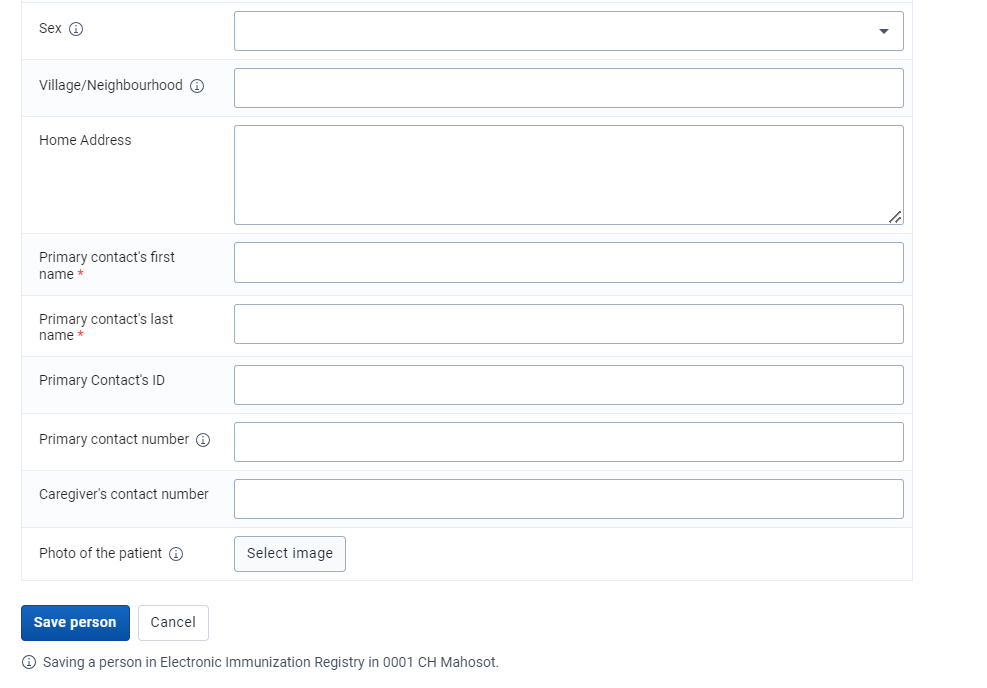 Sex
Village/Neighbourhood
Home Address
Primary contact's first
name *
Primary contact's last
name *
Primary Contact's ID
Primary contact number
Caregiver's contact number
Photo of the patient
Select image
Save person
Cancel
Saving a person in Electronic Immunization Registry in 0001 CH Mahosot.